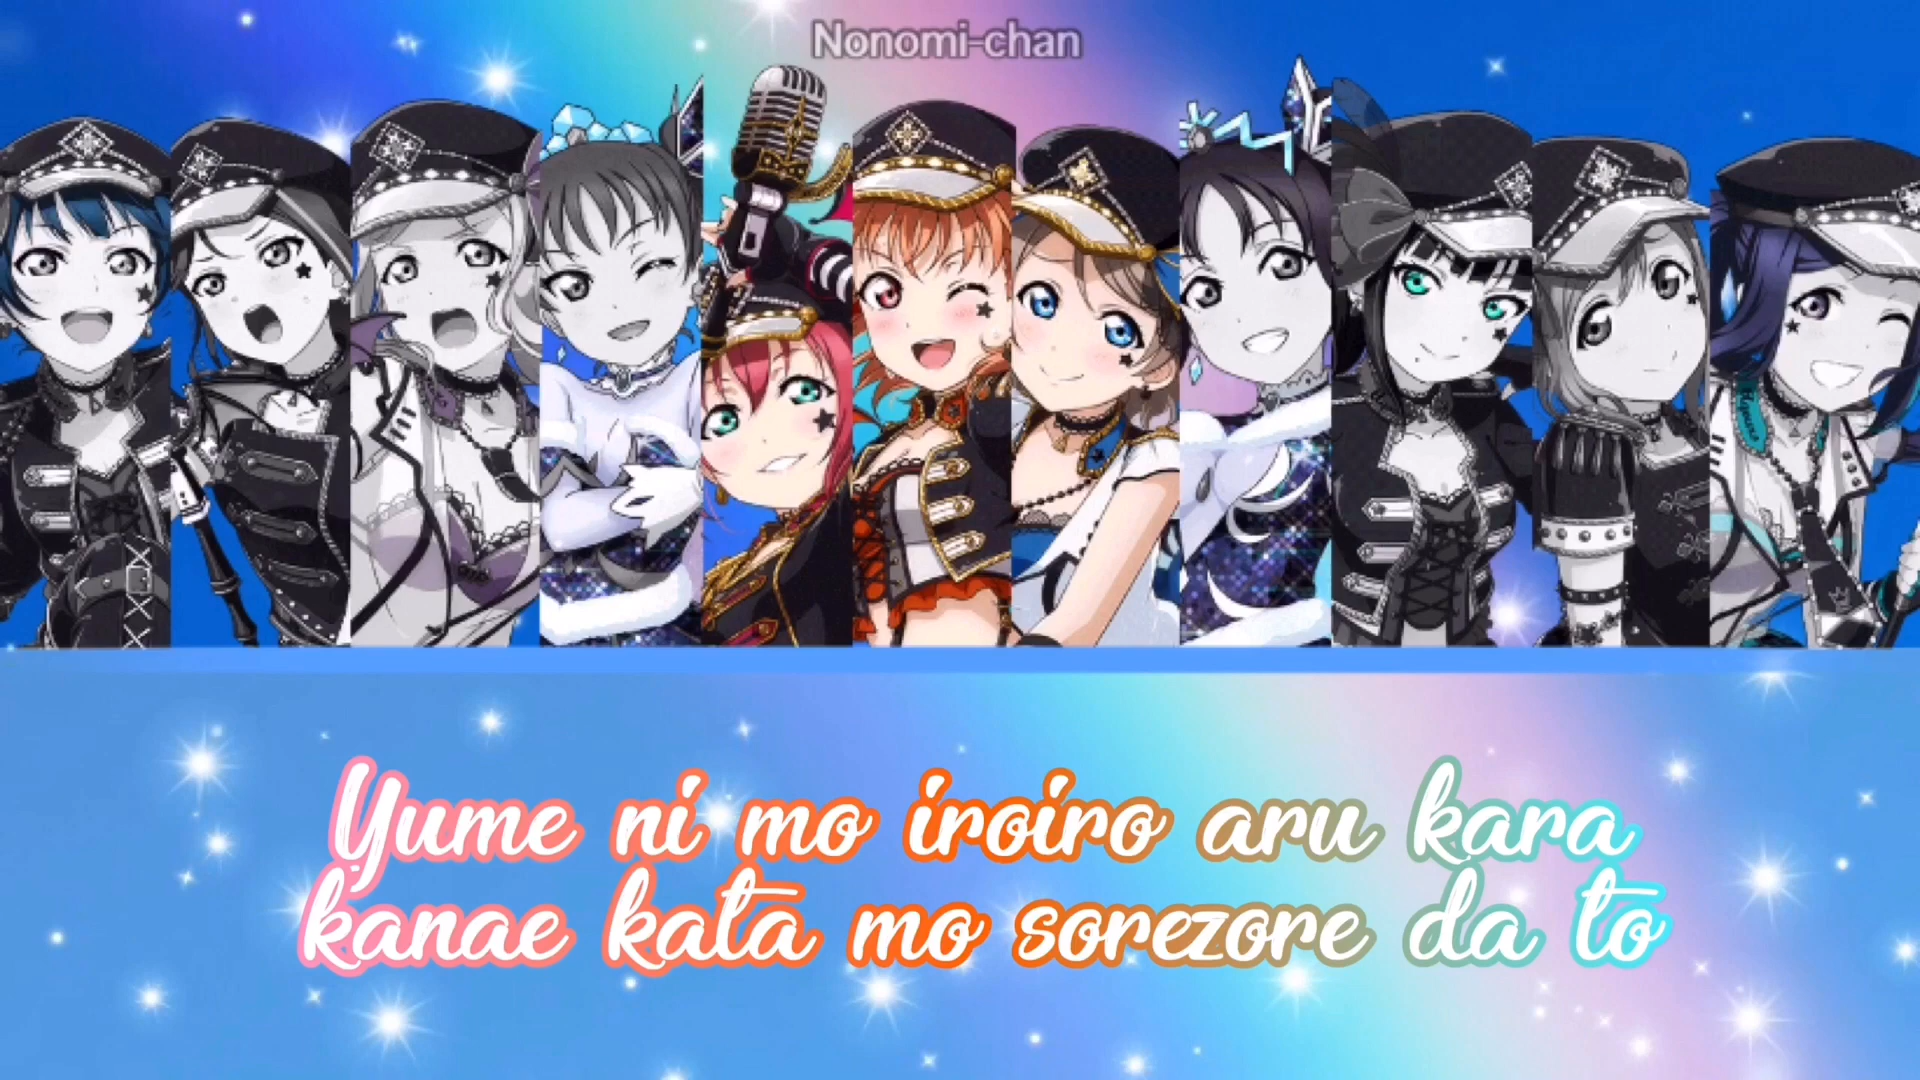 Nonomi-chan
Yume ni mo iroiro aru kara
kanae kata mo sorezore da to